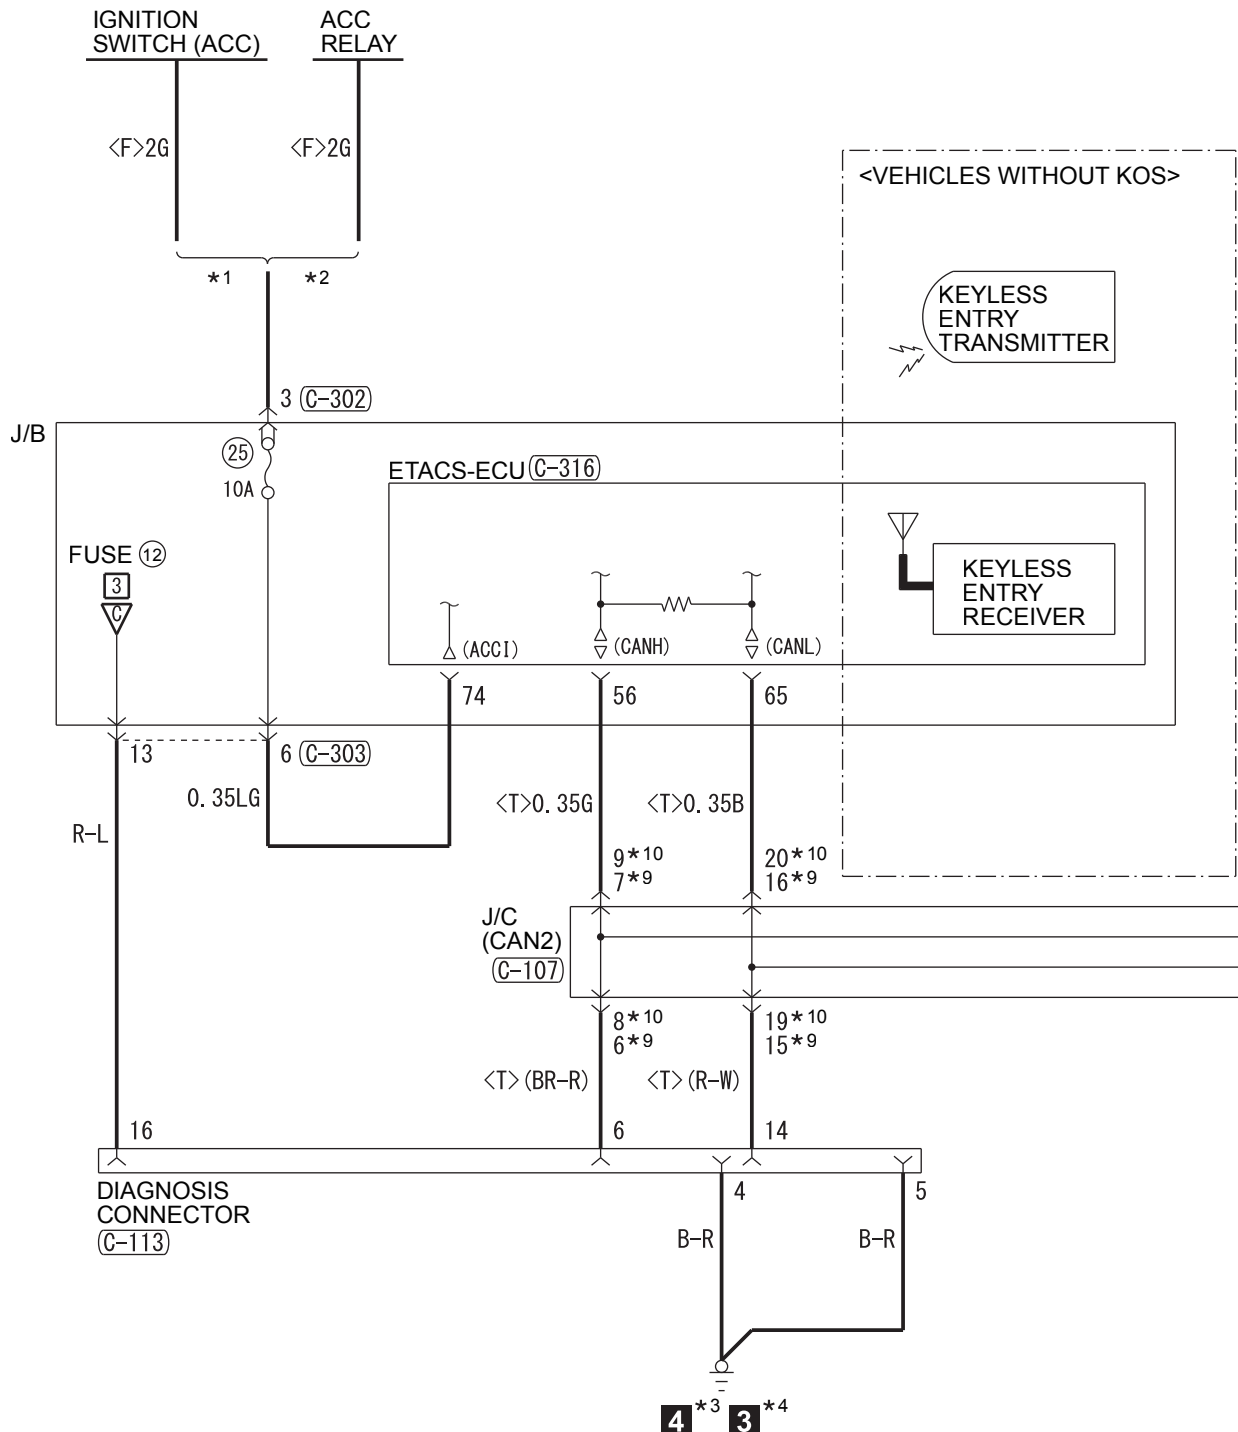 IGNITION
SWITCH (ACC)
ACC
RELAY
<F>2G
<F>2G
<VEHICLES WITHOUT KOS>
*1
*2
KEYLESS
ENTRY
TRANSMITTER
3 (C-302)
J/B
25
10A
ETACS-ECU (C-316)
FUSE 12
3
C
KEYLESS
ENTRY
RECEIVER
(ACCI)
(CANH)
(CANL)
74
56
65
13
6 (C-303)
0.35LG
<T>0.35G
<T>0.35B
R-L
9*10
7*9
20*10
16*9
J/C
(CAN2)
(C-107)
8*10
6*9
19*10
15*9
<T>(BR-R)
<T>(R-W)
16
6
14
DIAGNOSIS
CONNECTOR
(C-113)
4
5
B-R
B-R
4 *3
3 *4